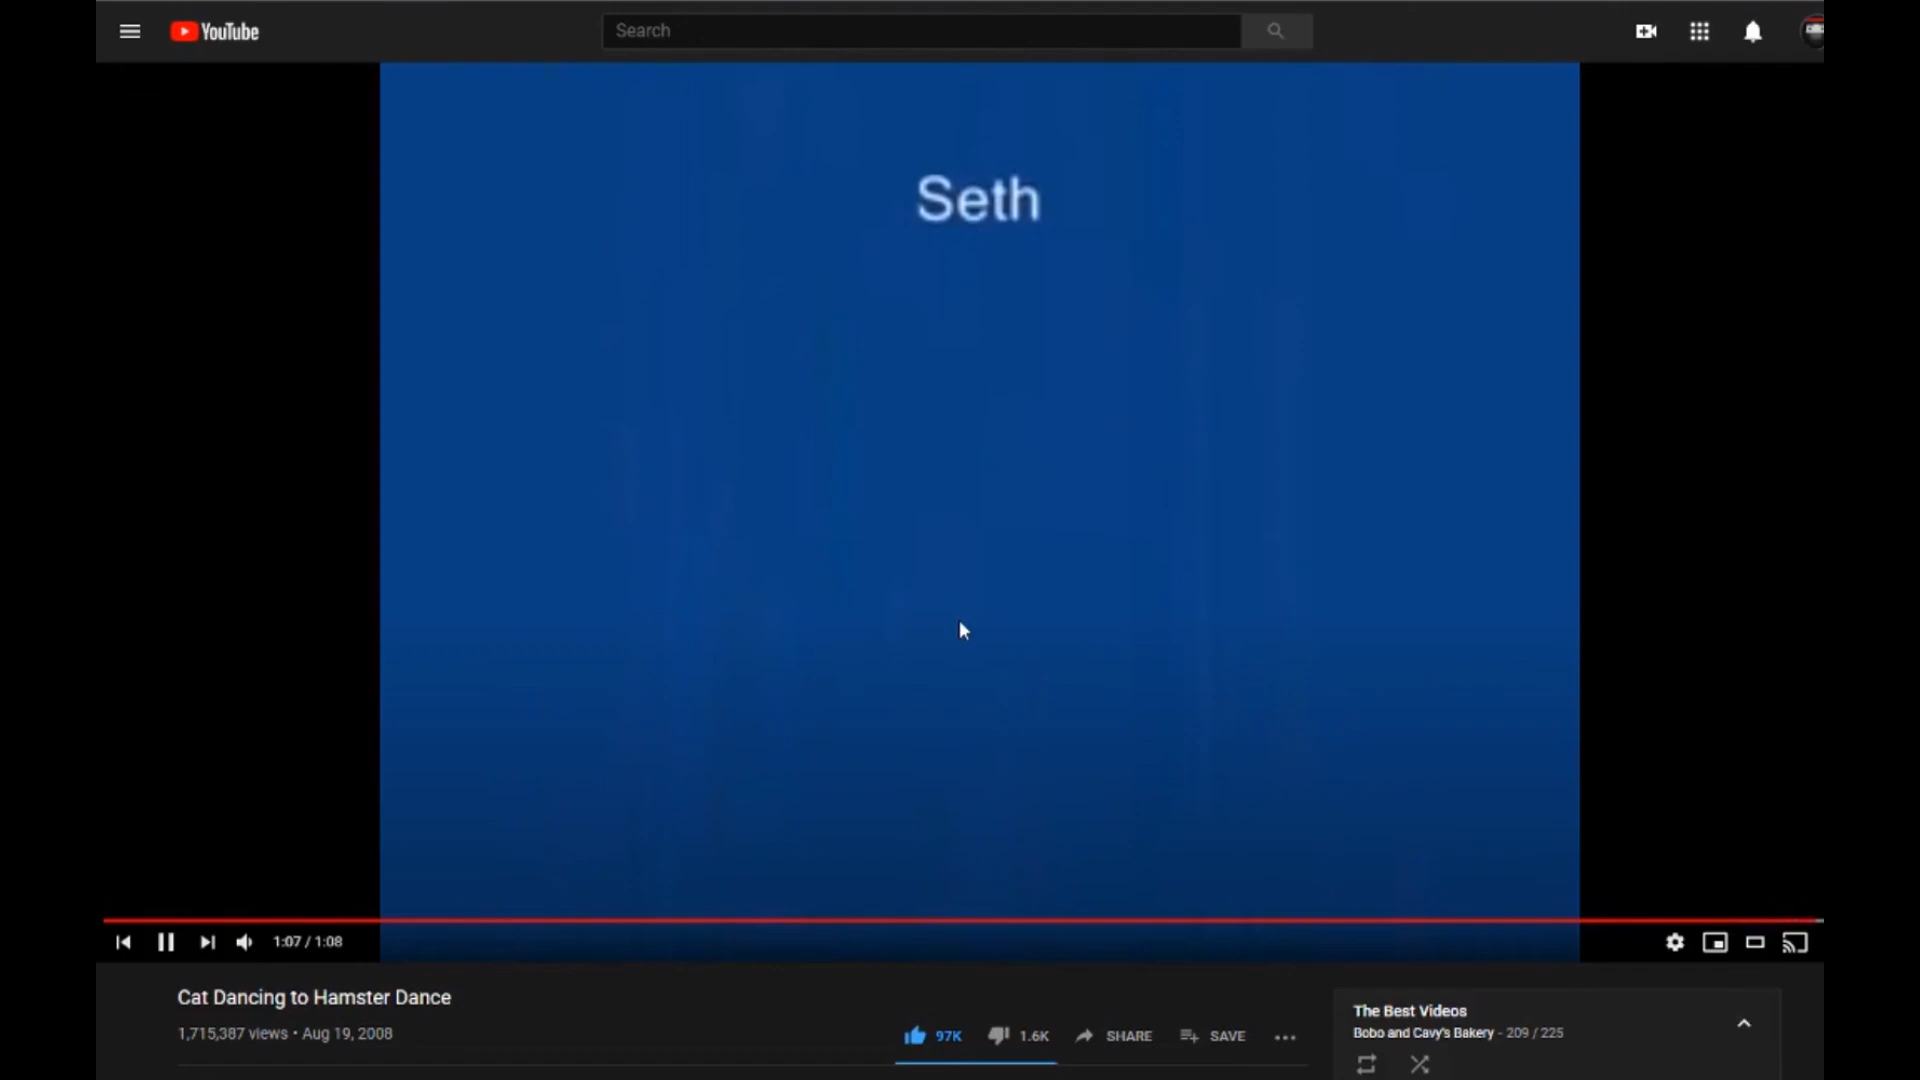 YouTube
Search
Seth
1:07 / 1:08
Cat Dancing to Hamster Dance
1,715,387 views • Aug 19, 2008
97K
1.6K
SHARE
SAVE
The Best Videos
Bobo and Cavy's Bakery - 209 / 225